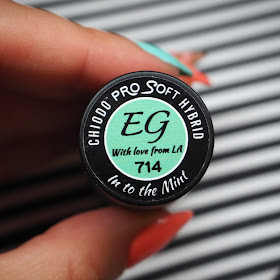 CHIODO PRO SOFT HYBRID
EG
With love from LA
714
In to the Mint